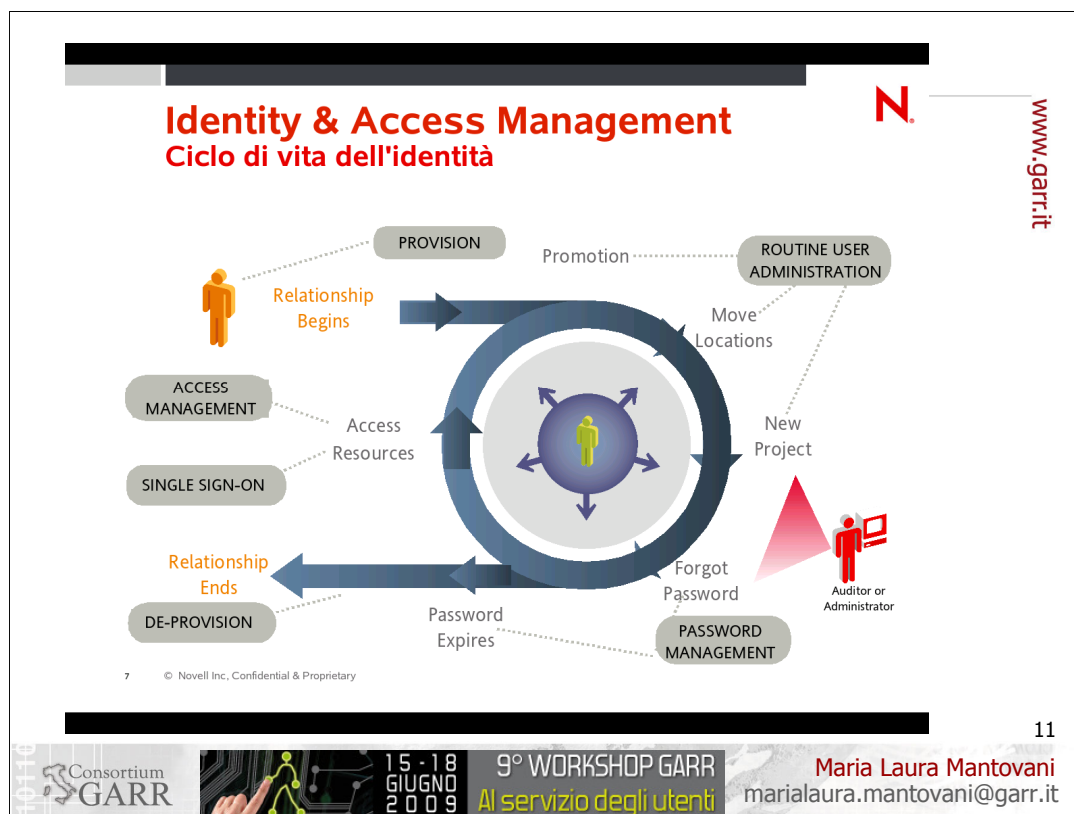 Identity & Access Management
Ciclo di vita dell'identità
N
www.garr.it
PROVISION
Promotion
ROUTINE USER
ADMINISTRATION
Relationship
Begins
Move
Locations
ACCESS
MANAGEMENT
Access
Resources
New
Project
SINGLE SIGN-ON
Relationship
Ends
Forgot
Password
Auditor or
Administrator
DE-PROVISION
Password
Expires
PASSWORD
MANAGEMENT
7 © Novell Inc, Confidential & Proprietary
11
10110
Consortium
GARR
15-18
GIUGNO
2009
9° WORKSHOP GARR
Al servizio degli utenti
Maria Laura Mantovani
marialaura.mantovani@garr.it